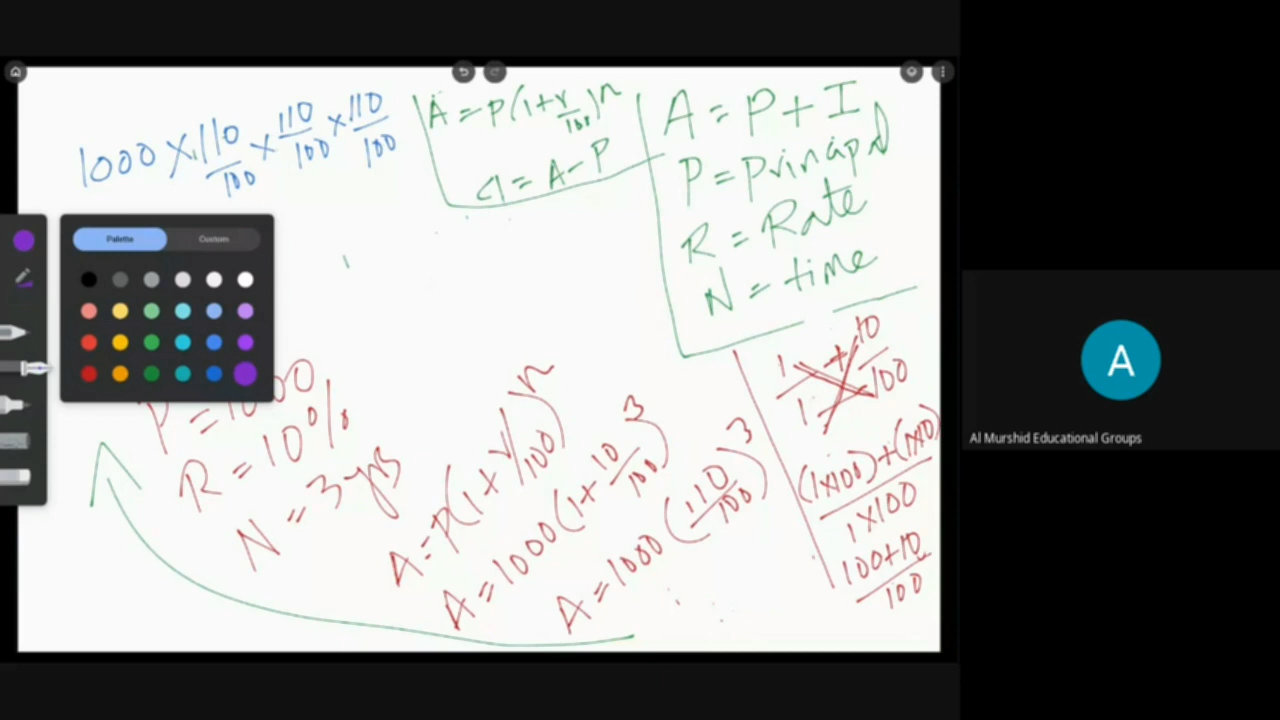 1000 × 110/100 × 110/100 × 110/100
A = P(1+r/100)^n
CI = A - P
A = P + I
P = Principal
R = Rate
N = time
Palette
Custom
P = 1000
R = 10%
N = 3 yrs
A = P(1+r/100)^n
A = 1000(1+10/100)^3
A = 1000(110/100)^3
1/1 + 10/100
(1×100)+(1×10)
1×100
100+10
100
A
Al Murshid Educational Groups